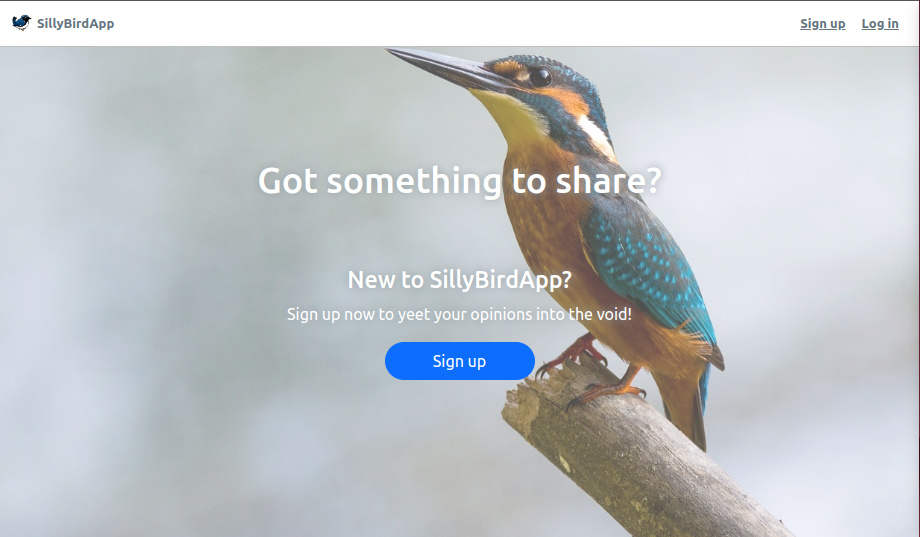 SillyBirdApp
Sign up Log in
Got something to share?
New to SillyBirdApp?
Sign up now to yeet your opinions into the void!
Sign up